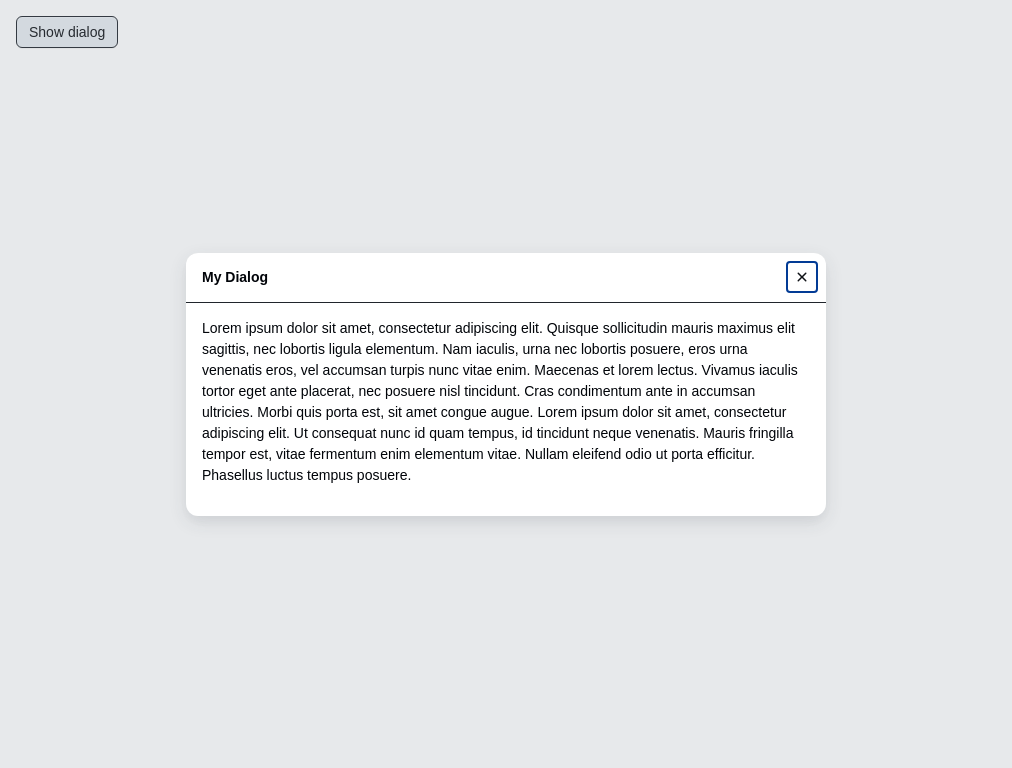 Show dialog
My Dialog
Lorem ipsum dolor sit amet, consectetur adipiscing elit. Quisque sollicitudin mauris maximus elit
sagittis, nec lobortis ligula elementum. Nam iaculis, urna nec lobortis posuere, eros urna
venenatis eros, vel accumsan turpis nunc vitae enim. Maecenas et lorem lectus. Vivamus iaculis
tortor eget ante placerat, nec posuere nisl tincidunt. Cras condimentum ante in accumsan
ultricies. Morbi quis porta est, sit amet congue augue. Lorem ipsum dolor sit amet, consectetur
adipiscing elit. Ut consequat nunc id quam tempus, id tincidunt neque venenatis. Mauris fringilla
tempor est, vitae fermentum enim elementum vitae. Nullam eleifend odio ut porta efficitur.
Phasellus luctus tempus posuere.